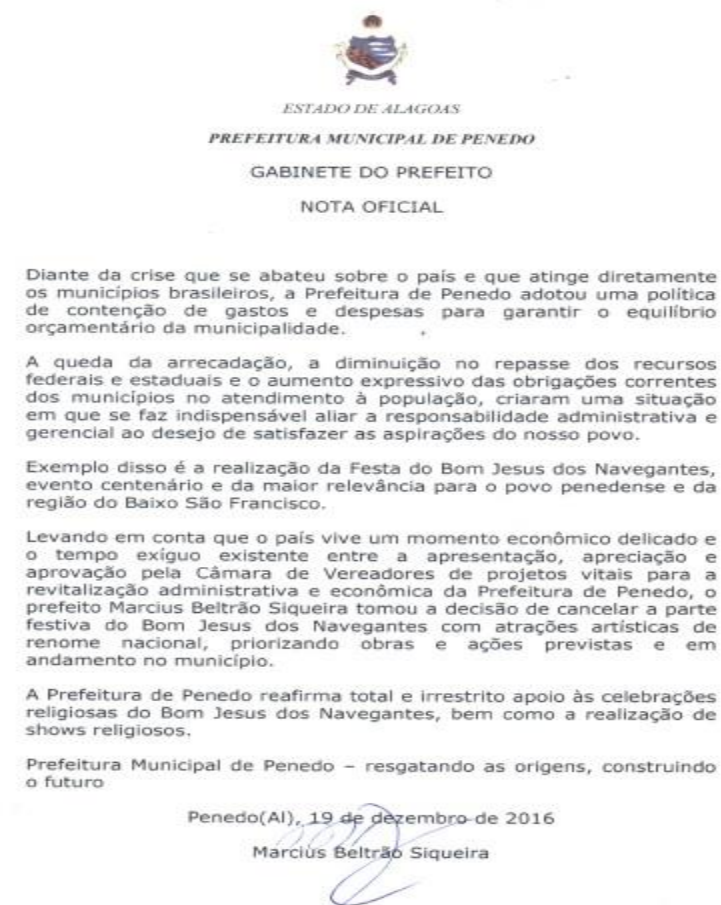 ESTADO DE ALAGOAS
PREFEITURA MUNICIPAL DE PENEDO
GABINETE DO PREFEITO
NOTA OFICIAL
Diante da crise que se abateu sobre o país e que atinge diretamente
os municípios brasileiros, a Prefeitura de Penedo adotou uma política
de contenção de gastos e despesas para garantir o equilíbrio
orçamentário da municipalidade.
A queda da arrecadação, a diminuição no repasse dos recursos
federais e estaduais e o aumento expressivo das obrigações correntes
dos municípios no atendimento à população, criaram uma situação
em que se faz indispensável aliar a responsabilidade administrativa e
gerencial ao desejo de satisfazer as aspirações do nosso povo.
Exemplo disso é a realização da Festa do Bom Jesus dos Navegantes,
evento centenário e da maior relevância para o povo penedense e da
região do Baixo São Francisco.
Levando em conta que o país vive um momento econômico delicado e
o tempo exíguo existente entre a apresentação, apreciação e
aprovação pela Câmara de Vereadores de projetos vitais para a
revitalização administrativa e econômica da Prefeitura de Penedo, o
prefeito Marcius Beltrão Siqueira tomou a decisão de cancelar a parte
festiva do Bom Jesus dos Navegantes com atrações artísticas de
renome nacional, priorizando obras e ações previstas e em
andamento no município.
A Prefeitura de Penedo reafirma total e irrestrito apoio às celebrações
religiosas do Bom Jesus dos Navegantes, bem como a realização de
shows religiosos.
Prefeitura Municipal de Penedo – resgatando as origens, construindo
o futuro
Penedo(Al), 19 de dezembro de 2016
Marcius Beltrão Siqueira